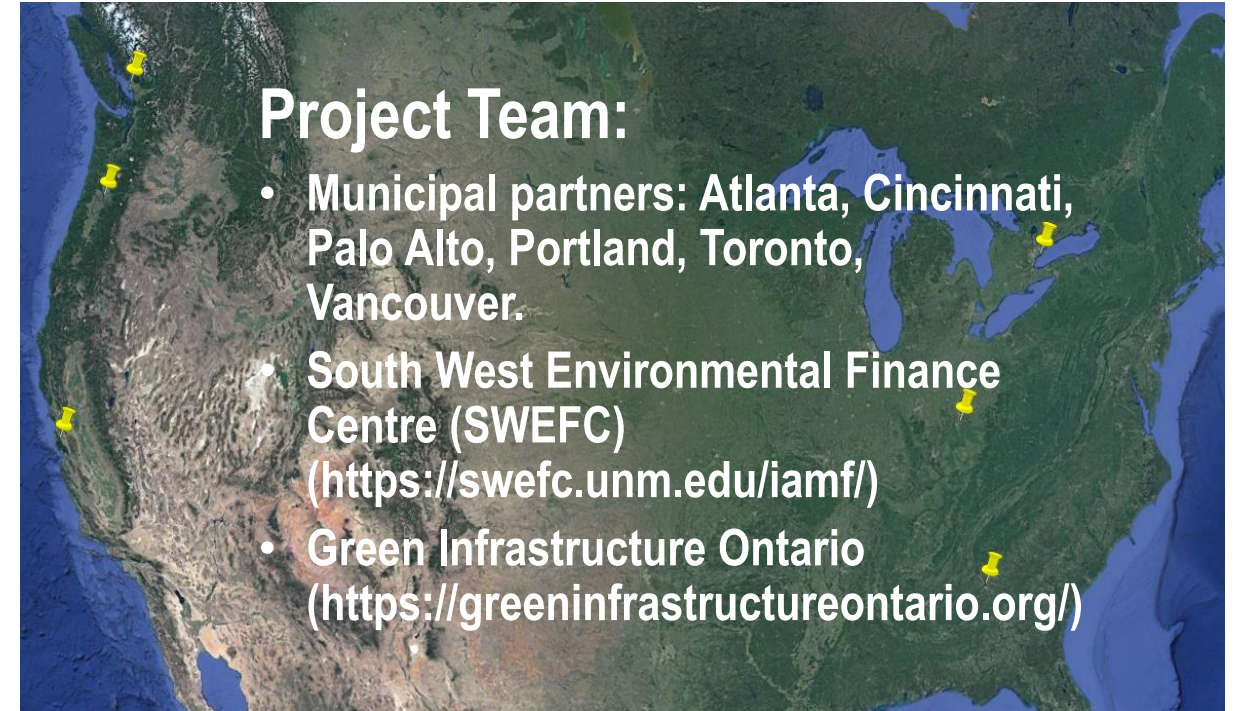 Project Team:
• Municipal partners: Atlanta, Cincinnati,
Palo Alto, Portland, Toronto,
Vancouver.
• South West Environmental Finance
Centre (SWEFC)
(https://swefc.unm.edu/iamf/)
• Green Infrastructure Ontario
(https://greeninfrastructureontario.org/)